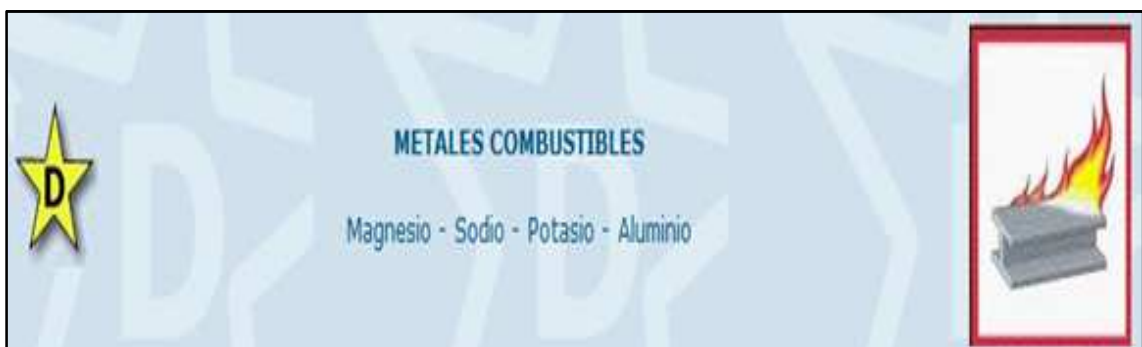 METALES COMBUSTIBLES
D
Magnesio - Sodio - Potasio - Aluminio